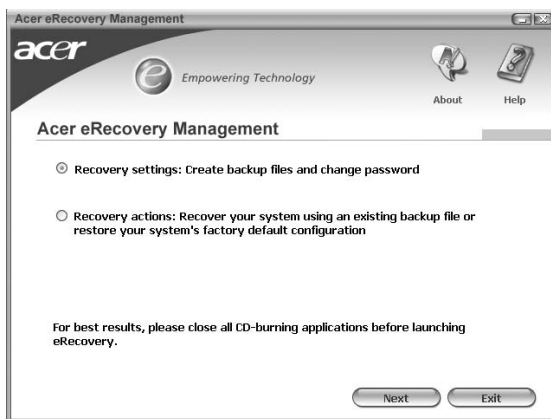 Acer eRecovery Management
acer
e Empowering Technology
About Help
Acer eRecovery Management
Recovery settings: Create backup files and change password
Recovery actions: Recover your system using an existing backup file or
restore your system's factory default configuration
For best results, please close all CD-burning applications before launching
eRecovery.
Next Exit